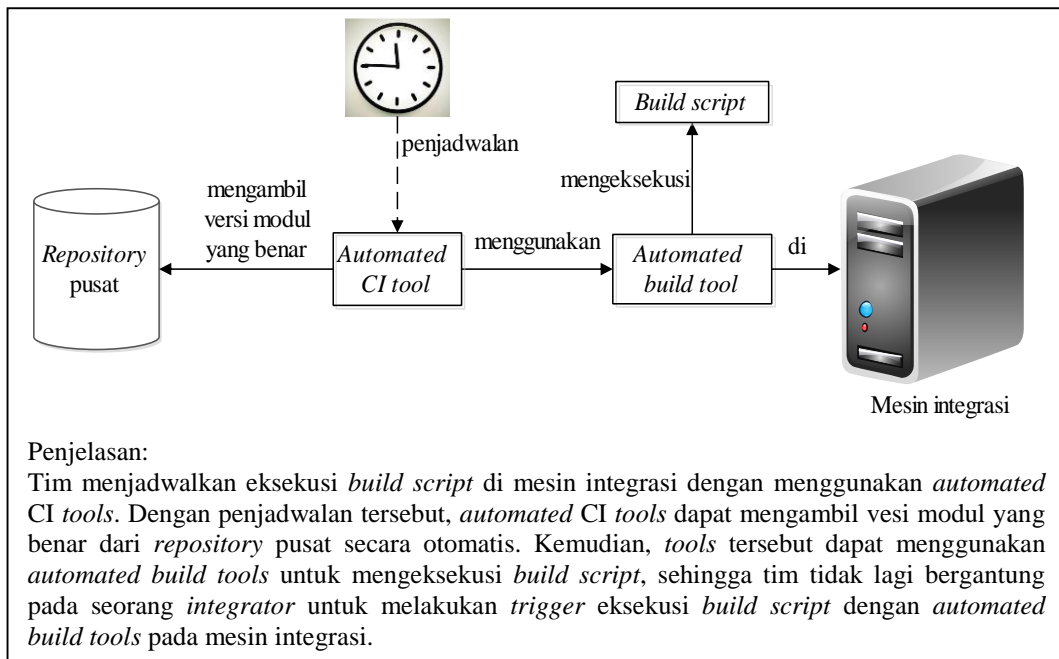 Build script
penjadwalan
mengeksekusi
mengambil
versi modul
yang benar
Repository
pusat
Automated
CI tool
menggunakan
Automated
build tool
di
Mesin integrasi
Penjelasan:
Tim menjadwalkan eksekusi build script di mesin integrasi dengan menggunakan automated
CI tools. Dengan penjadwalan tersebut, automated CI tools dapat mengambil vesi modul yang
benar dari repository pusat secara otomatis. Kemudian, tools tersebut dapat menggunakan
automated build tools untuk mengeksekusi build script, sehingga tim tidak lagi bergantung
pada seorang integrator untuk melakukan trigger eksekusi build script dengan automated
build tools pada mesin integrasi.